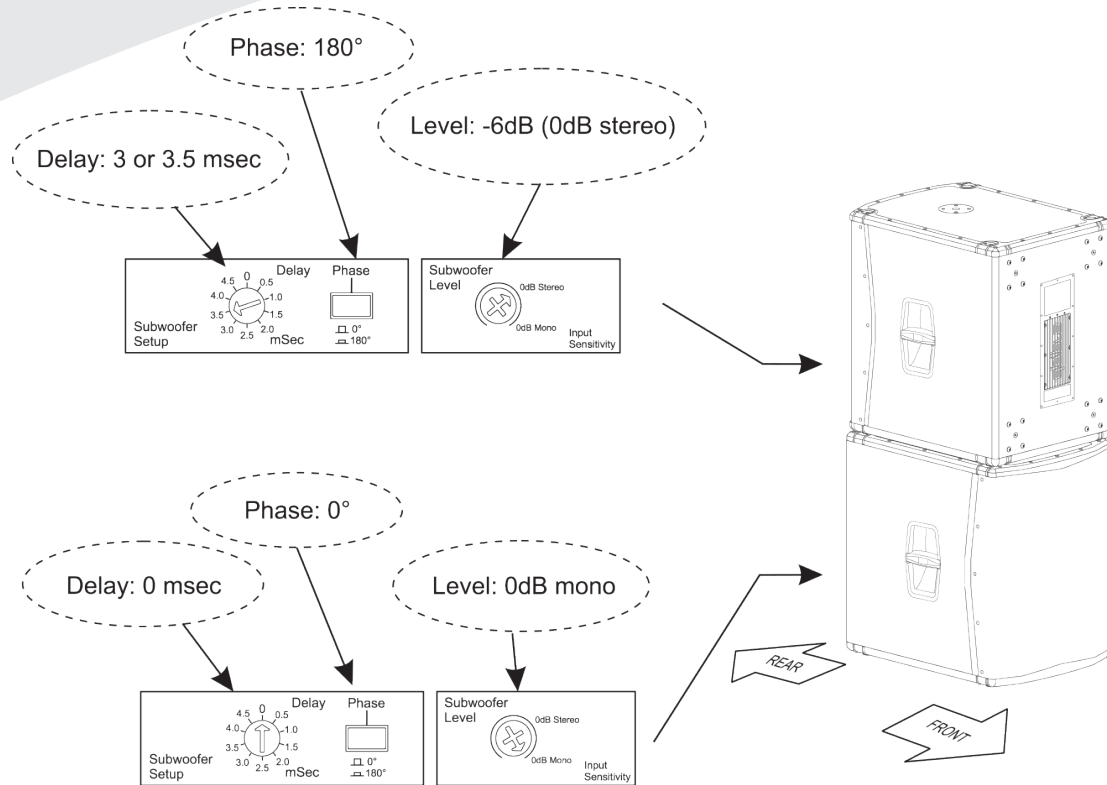 Phase: 180°
Level: -6dB (0dB stereo)
Delay: 3 or 3.5 msec
Delay
Phase
0
0.5
1.0
1.5
2.0
2.5
3.0
3.5
4.0
4.5
mSec
0°
180°
Subwoofer
Setup
Subwoofer
Level
0dB Stereo
0dB Mono
Input
Sensitivity
Phase: 0°
Delay: 0 msec
Level: 0dB mono
Delay
Phase
0
0.5
1.0
1.5
2.0
2.5
3.0
3.5
4.0
4.5
mSec
0°
180°
Subwoofer
Setup
Subwoofer
Level
0dB Stereo
0dB Mono
Input
Sensitivity
REAR
FRONT